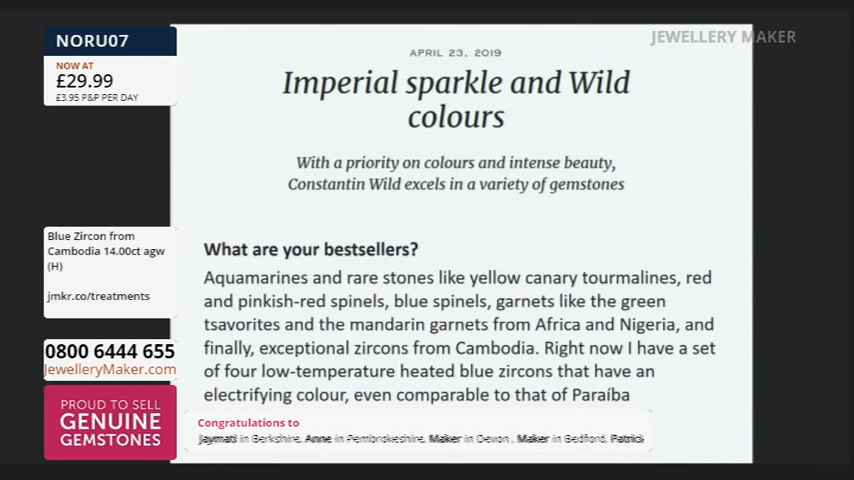 NORU07
NOW AT
£29.99
£3.95 P&P PER DAY
JEWELLERY MAKER
APRIL 23, 2019
Imperial sparkle and Wild
colours
With a priority on colours and intense beauty,
Constantin Wild excels in a variety of gemstones
Blue Zircon from
Cambodia 14.00ct agw
(H)
jmkr.co/treatments
What are your bestsellers?
Aquamarines and rare stones like yellow canary tourmalines, red
and pinkish-red spinels, blue spinels, garnets like the green
tsavorites and the mandarin garnets from Africa and Nigeria, and
finally, exceptional zircons from Cambodia. Right now I have a set
of four low-temperature heated blue zircons that have an
electrifying colour, even comparable to that of Paraíba
0800 6444 655
JewelleryMaker.com
PROUD TO SELL
GENUINE
GEMSTONES
Congratulations to
Jaymati in Berkshire, Anne in Pembrokeshire, Maker in Devon , Maker in Bedford,